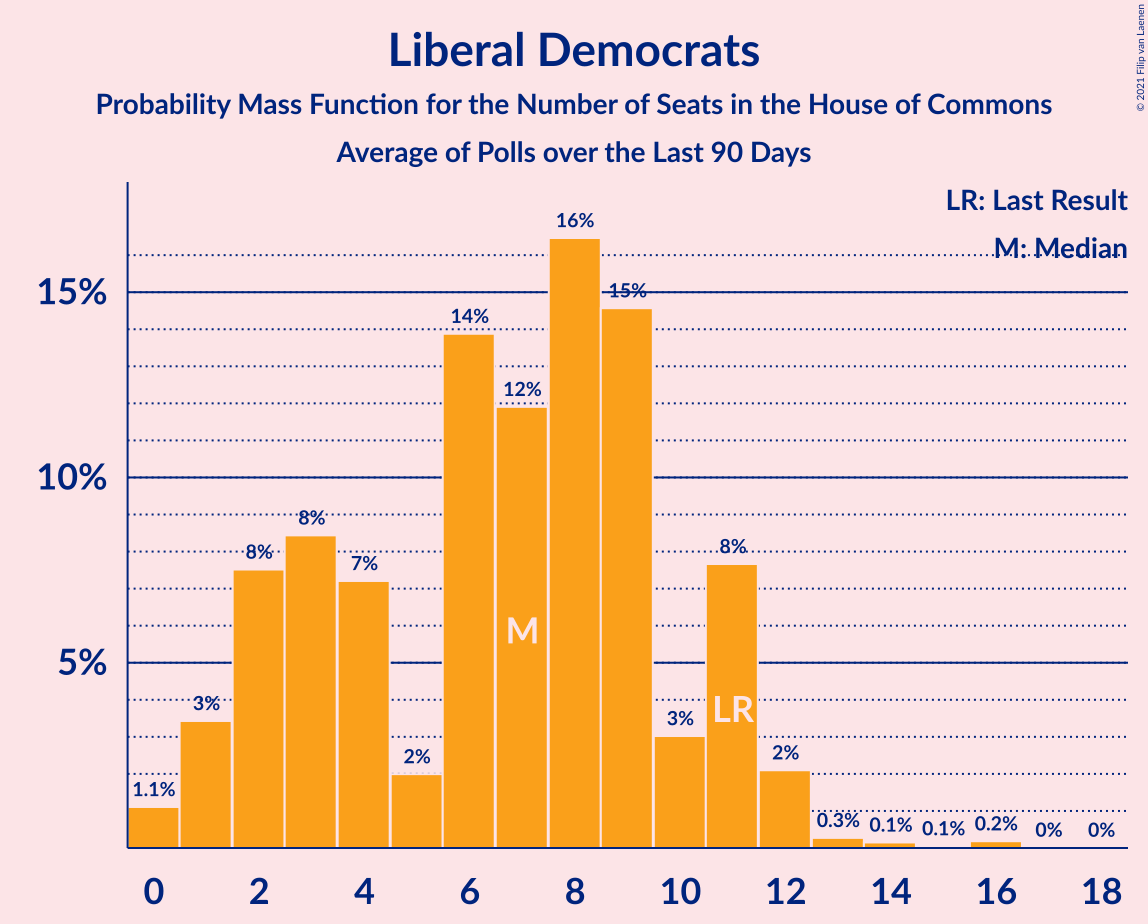 Liberal Democrats
Probability Mass Function for the Number of Seats in the House of Commons
Average of Polls over the Last 90 Days
© 2021 Filip van Laenen
LR: Last Result
M: Median
15%
10%
5%
1.1%
3%
8%
8%
7%
2%
14%
12%
16%
15%
3%
8%
2%
0.3%
0.1%
0.1%
0.2%
0%
0%
M
LR
0 2 4 6 8 10 12 14 16 18